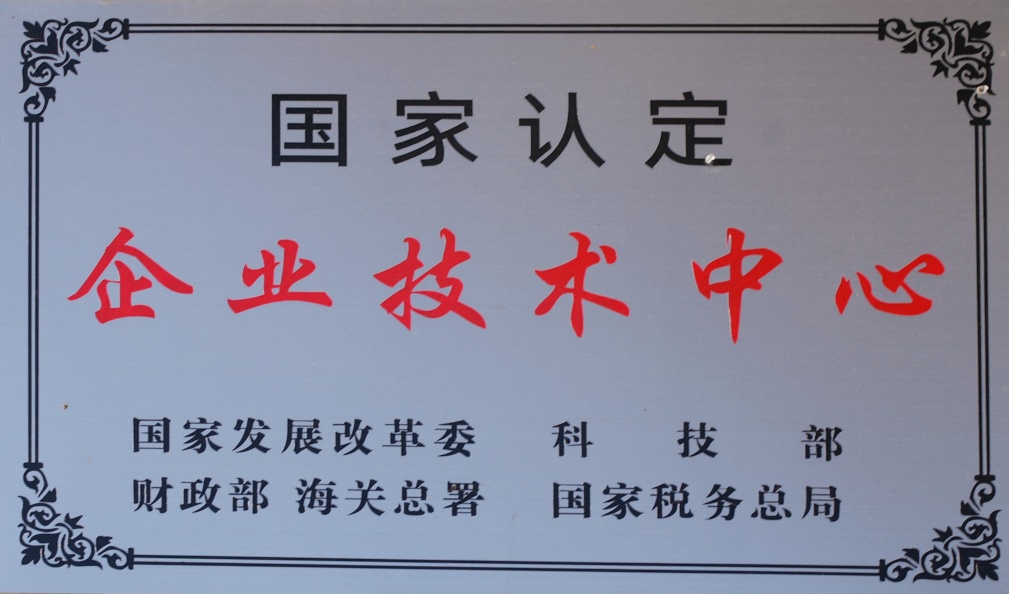 国家认定
企业技术中心
国家发展改革委 科技部
财政部 海关总署 国家税务总局